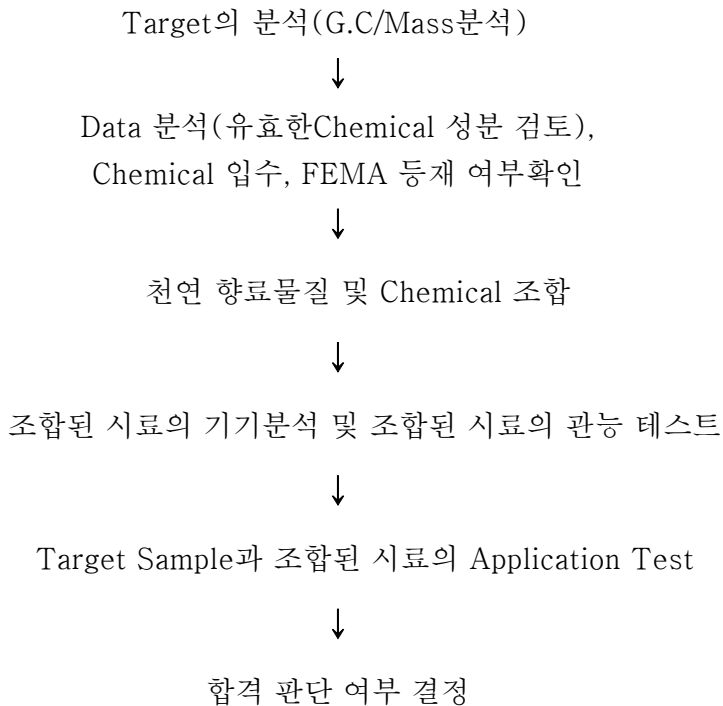 Target의 분석(G.C/Mass분석)
↓
Data 분석(유효한Chemical 성분 검토),
Chemical 입수, FEMA 등재 여부확인
↓
천연 향료물질 및 Chemical 조합
↓
조합된 시료의 기기분석 및 조합된 시료의 관능 테스트
↓
Target Sample과 조합된 시료의 Application Test
↓
합격 판단 여부 결정